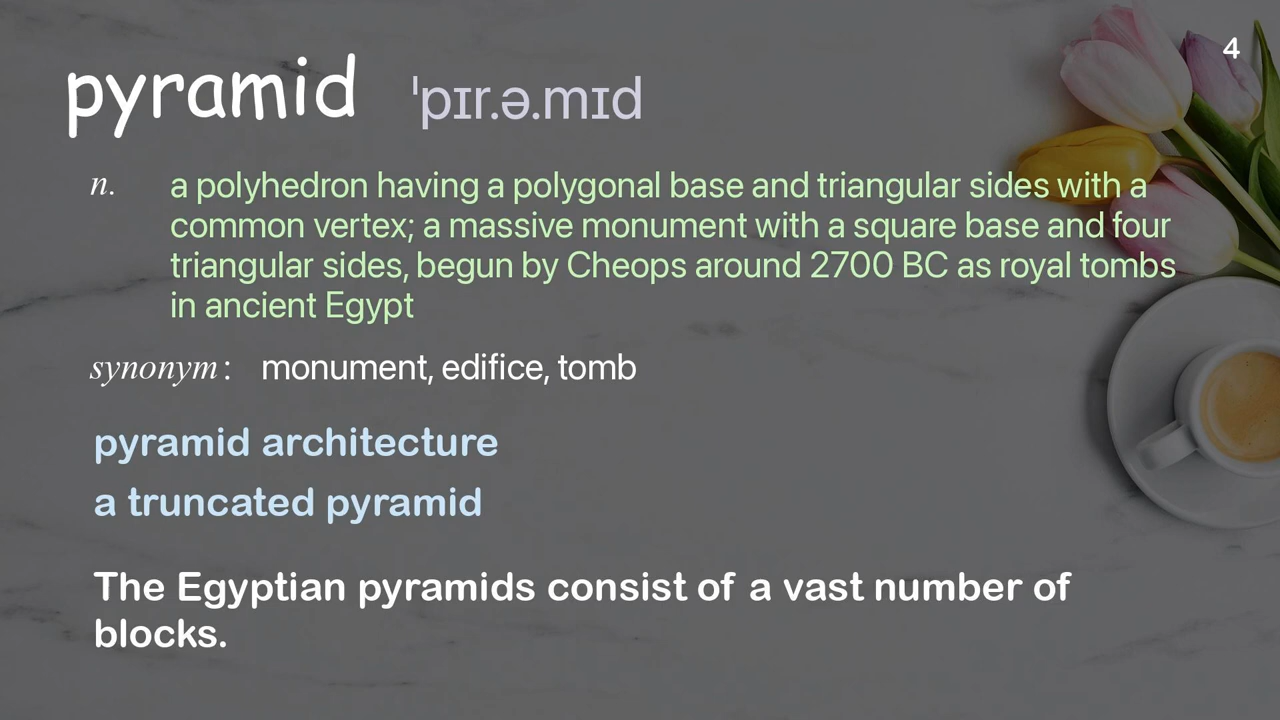 4
pyramid ˈpɪr.ə.mɪd
n. a polyhedron having a polygonal base and triangular sides with a
common vertex; a massive monument with a square base and four
triangular sides, begun by Cheops around 2700 BC as royal tombs
in ancient Egypt
synonym: monument, edifice, tomb
pyramid architecture
a truncated pyramid
The Egyptian pyramids consist of a vast number of
blocks.